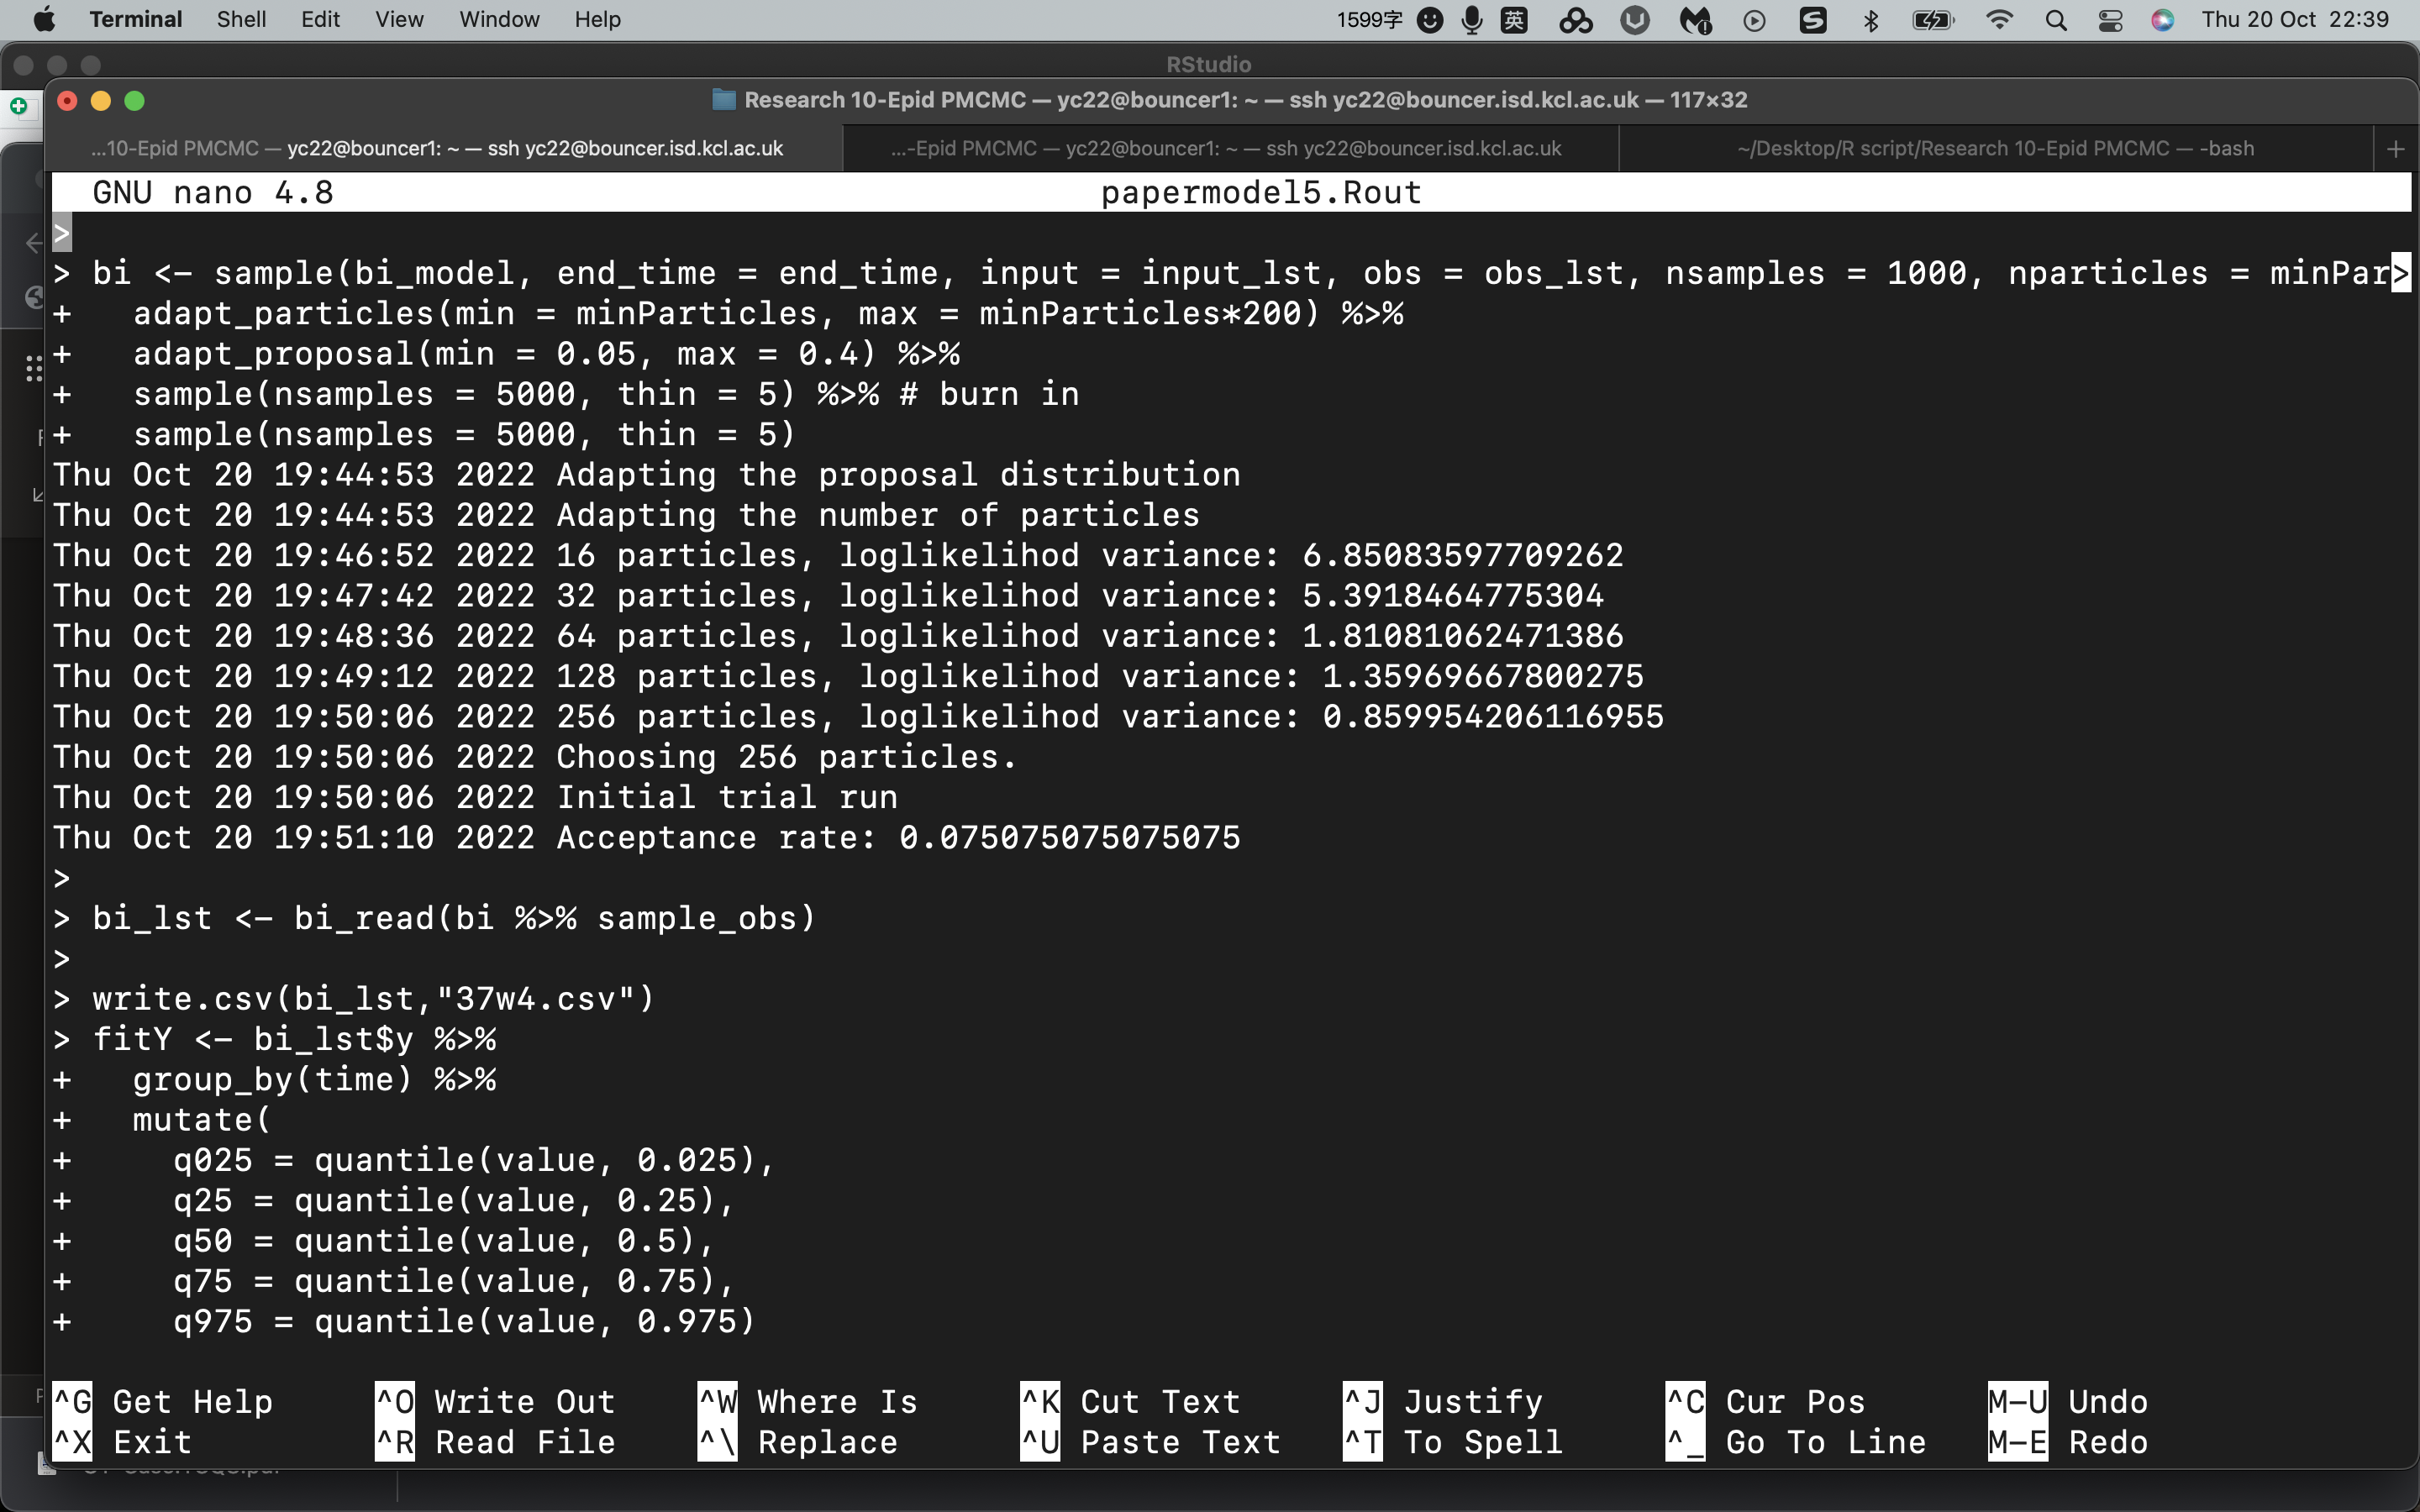 Terminal Shell Edit View Window Help 1599字 英 Thu 20 Oct 22:39
RStudio
Research 10-Epid PMCMC — yc22@bouncer1: ~ — ssh yc22@bouncer.isd.kcl.ac.uk — 117×32
...10-Epid PMCMC — yc22@bouncer1: ~ — ssh yc22@bouncer.isd.kcl.ac.uk ...-Epid PMCMC — yc22@bouncer1: ~ — ssh yc22@bouncer.isd.kcl.ac.uk ~/Desktop/R script/Research 10-Epid PMCMC — -bash +
GNU nano 4.8 papermodel5.Rout
>
> bi <- sample(bi_model, end_time = end_time, input = input_lst, obs = obs_lst, nsamples = 1000, nparticles = minPar>
+   adapt_particles(min = minParticles, max = minParticles*200) %>%
+   adapt_proposal(min = 0.05, max = 0.4) %>%
+   sample(nsamples = 5000, thin = 5) %>% # burn in
+   sample(nsamples = 5000, thin = 5)
Thu Oct 20 19:44:53 2022 Adapting the proposal distribution
Thu Oct 20 19:44:53 2022 Adapting the number of particles
Thu Oct 20 19:46:52 2022 16 particles, loglikelihod variance: 6.85083597709262
Thu Oct 20 19:47:42 2022 32 particles, loglikelihod variance: 5.3918464775304
Thu Oct 20 19:48:36 2022 64 particles, loglikelihod variance: 1.81081062471386
Thu Oct 20 19:49:12 2022 128 particles, loglikelihod variance: 1.35969667800275
Thu Oct 20 19:50:06 2022 256 particles, loglikelihod variance: 0.859954206116955
Thu Oct 20 19:50:06 2022 Choosing 256 particles.
Thu Oct 20 19:50:06 2022 Initial trial run
Thu Oct 20 19:51:10 2022 Acceptance rate: 0.075075075075075
>
> bi_lst <- bi_read(bi %>% sample_obs)
>
> write.csv(bi_lst,"37w4.csv")
> fitY <- bi_lst$y %>%
+   group_by(time) %>%
+   mutate(
+     q025 = quantile(value, 0.025),
+     q25 = quantile(value, 0.25),
+     q50 = quantile(value, 0.5),
+     q75 = quantile(value, 0.75),
+     q975 = quantile(value, 0.975)
^G Get Help ^O Write Out ^W Where Is ^K Cut Text ^J Justify ^C Cur Pos M-U Undo
^X Exit ^R Read File ^\ Replace ^U Paste Text ^T To Spell ^_ Go To Line M-E Redo